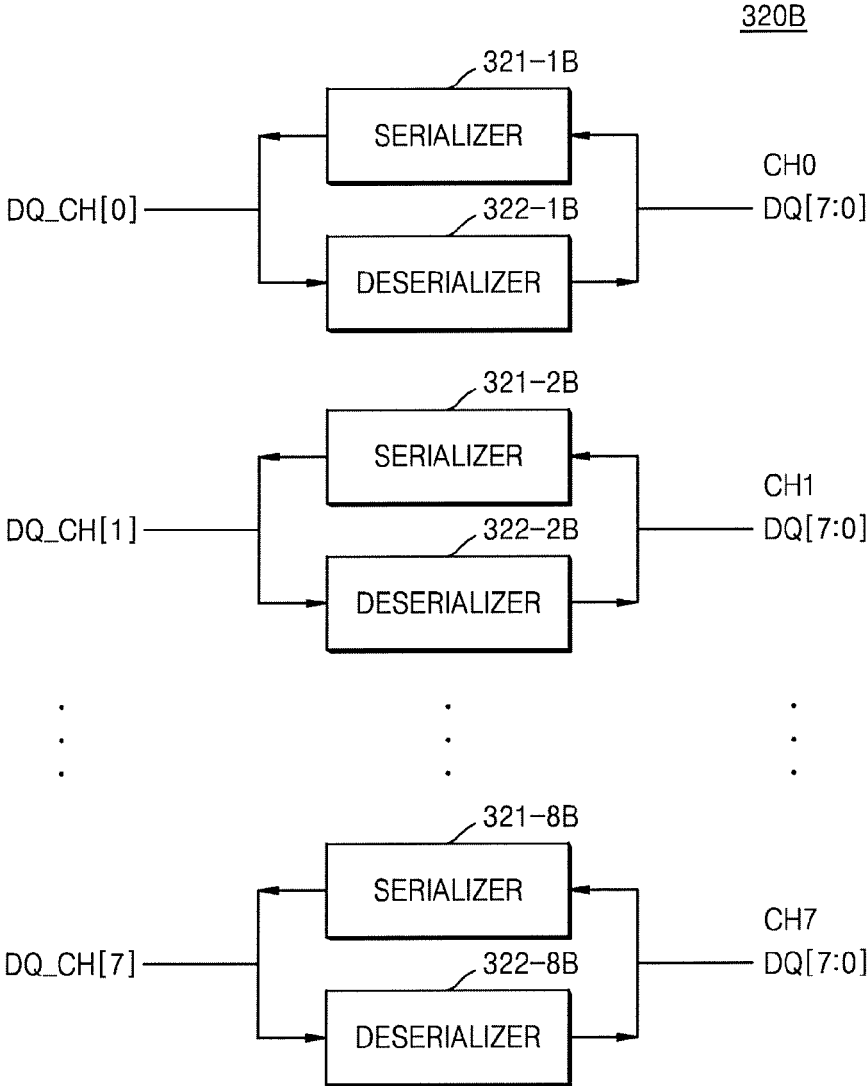 320B
321-1B
SERIALIZER
CH0
DQ_CH[0]
322-1B
DQ[7:0]
DESERIALIZER
321-2B
SERIALIZER
CH1
DQ_CH[1]
322-2B
DQ[7:0]
DESERIALIZER
321-8B
SERIALIZER
CH7
DQ_CH[7]
322-8B
DQ[7:0]
DESERIALIZER